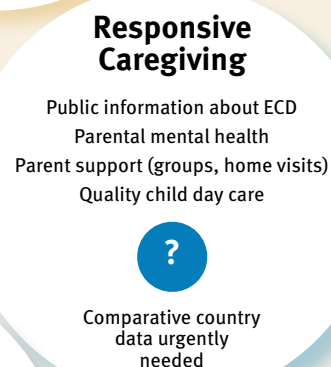 Responsive
Caregiving
Public information about ECD
Parental mental health
Parent support (groups, home visits)
Quality child day care
?
Comparative country
data urgently
needed